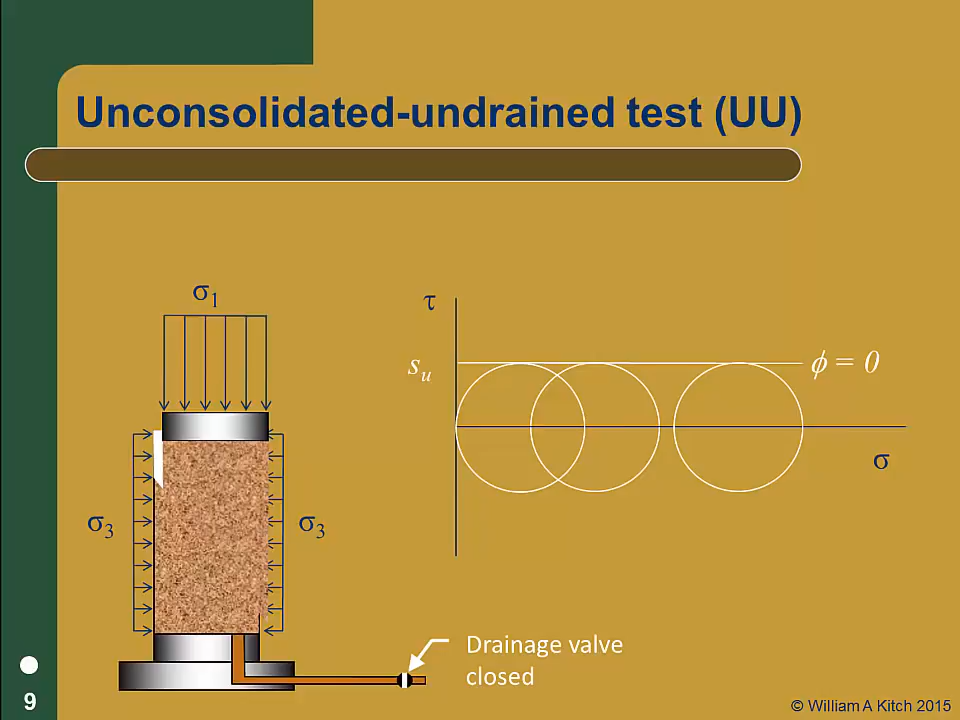 Unconsolidated-undrained test (UU)
σ1
τ
su
ϕ = 0
σ
σ3
σ3
Drainage valve
closed
9
© William A Kitch 2015